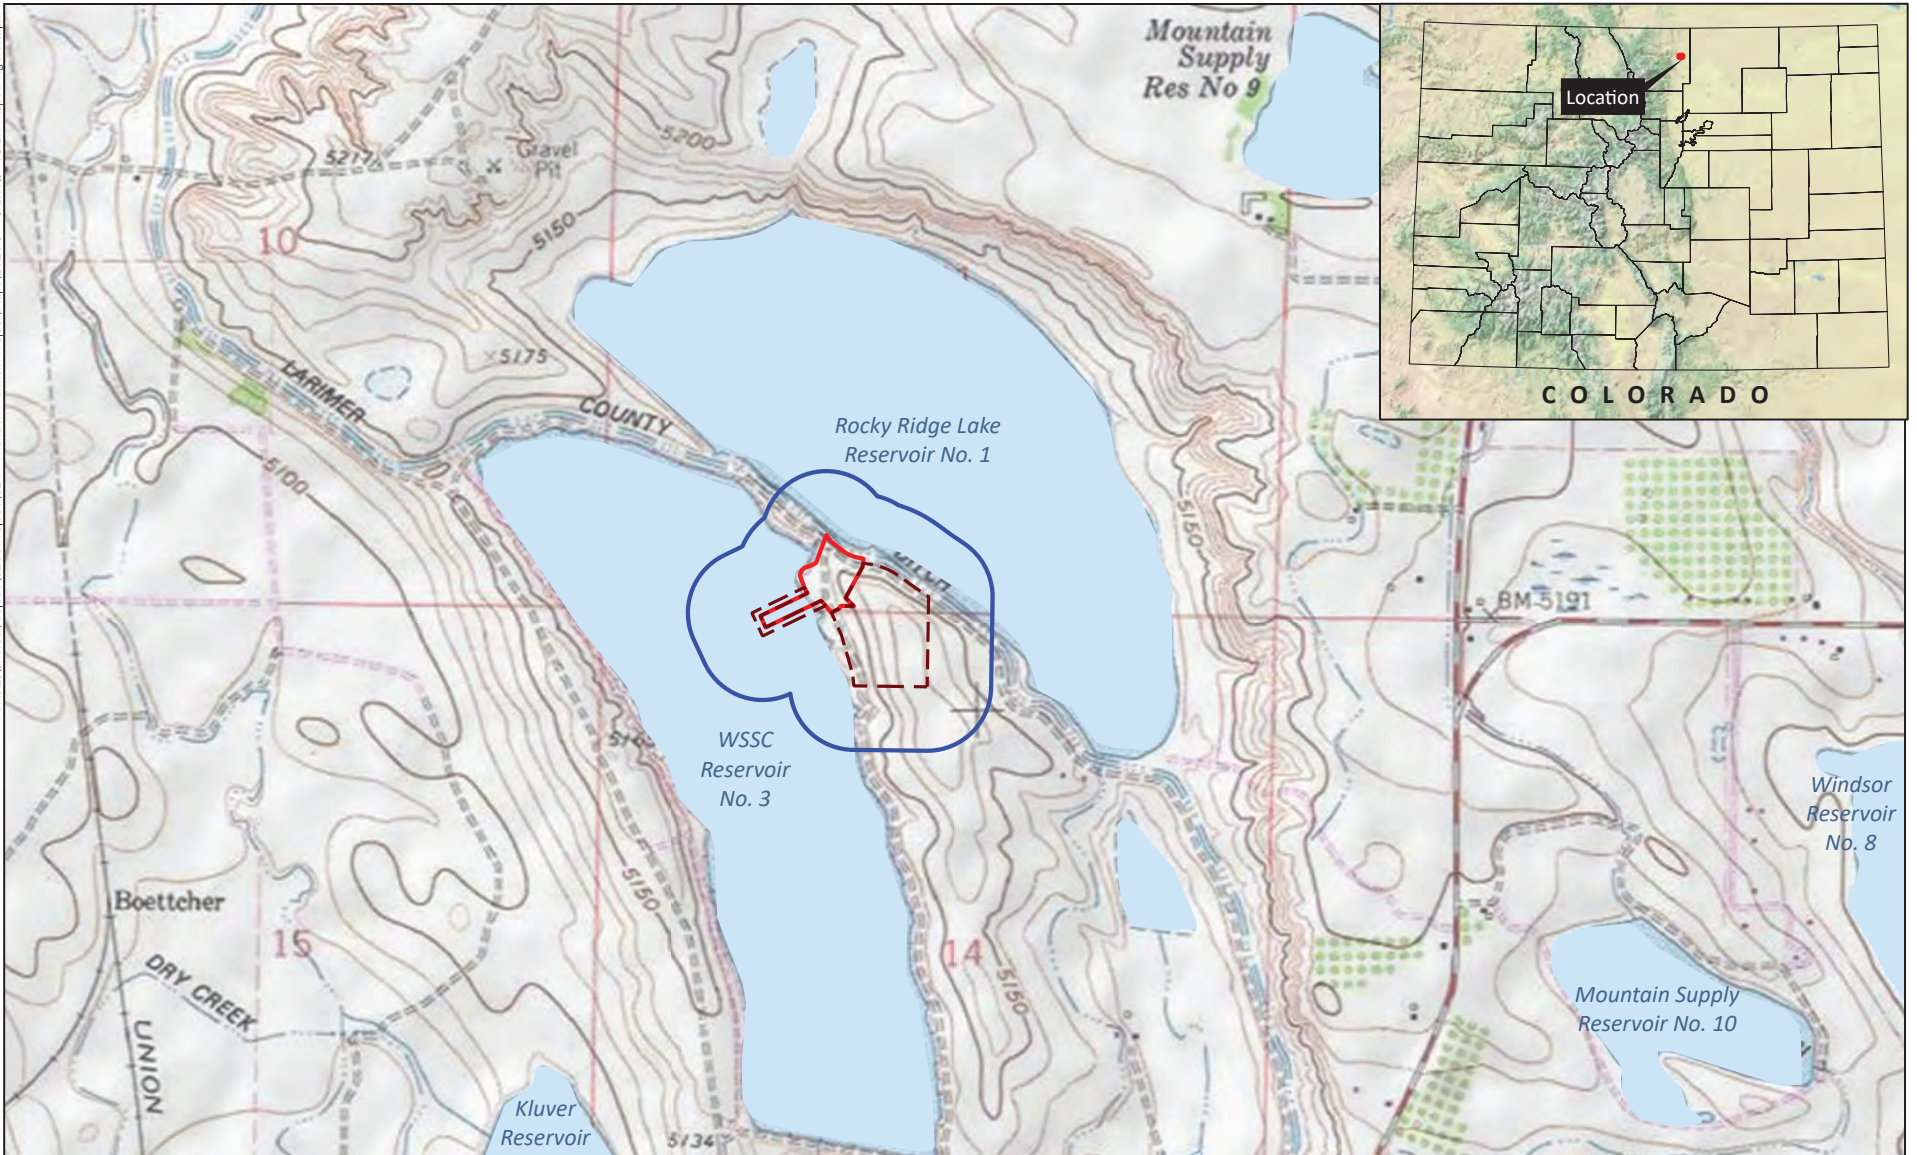 Mountain
Supply
Res No 9
Location
COLORADO
5200
5217
Gravel
Pit
5150
10
5175
LARIMER
COUNTY
Rocky Ridge Lake
Reservoir No. 1
5100
5150
DITCH
BM 5191
WSSC
Reservoir
No. 3
Windsor
Reservoir
No. 8
5150
Boettcher
15
14
DRY CREEK
5150
Mountain Supply
Reservoir No. 10
UNION
Kluver
Reservoir
5134